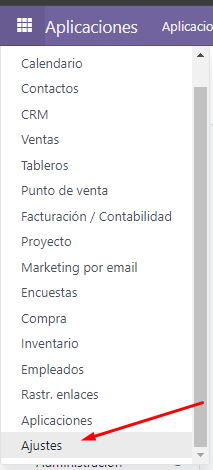 Aplicaciones Aplicacio
Calendario
Contactos
CRM
Ventas
Tableros
Punto de venta
Facturación / Contabilidad
Proyecto
Marketing por email
Encuestas
Compra
Inventario
Empleados
Rastr. enlaces
Aplicaciones
Ajustes
Administración